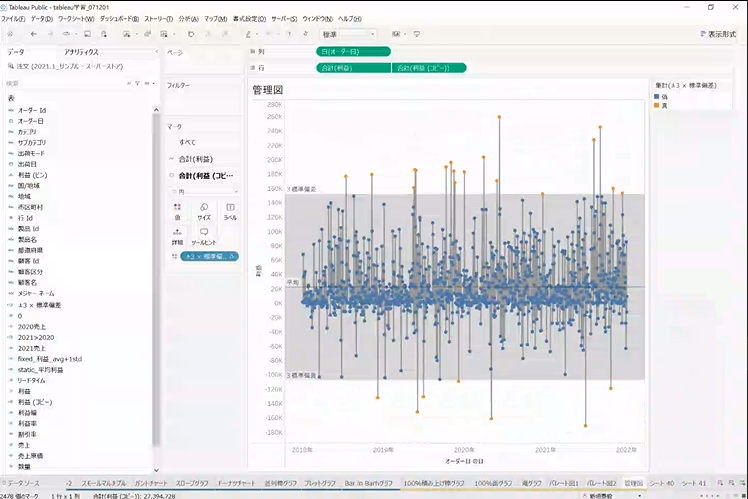 Tableau Public - tableau学習_071201
ファイル(F) データ(D) ワークシート(W) ダッシュボード(B) ストーリー(T) 分析(A) マップ(M) 書式設定(O) サーバー(S) ウィンドウ(N) ヘルプ(H)
標準
表示形式
データ アナリティクス
注文 (2021.1_サンプル - スーパーストア)
検索
表
オーダー Id
オーダー日
カテゴリ
サブカテゴリ
出荷モード
出荷日
利益 (ビン)
国/地域
地域
市区町村
行 Id
製品 Id
製品名
都道府県
顧客 Id
顧客区分
顧客名
メジャー ネーム
±3 × 標準偏差
0
2020売上
2021>2020
2021売上
fixed_利益_avg+1std
static_平均利益
リードタイム
利益
利益 (コピー)
利益幅
利益率
割引率
売上
売上原価
数量
ページ
フィルター
マーク
すべて
合計(利益)
合計(利益 (コピ…
円
色 サイズ ラベル
詳細 ツールヒント
±3 × 標準偏..
列
日(オーダー日)
行
合計(利益) 合計(利益 (コピー))
管理図
280K
260K
240K
220K
200K
180K
160K
140K
120K
100K
80K
60K
40K
20K
0K
-20K
-40K
-60K
-80K
-100K
-120K
-140K
-160K
-180K
利益
3 標準偏差
平均
3 標準偏差
2018年 2019年 2020年 2021年 2022年
オーダー日 の日
集計(±3 × 標準偏差)
偽
真
データソース
-2 スモールマルチプル ガントチャート スロープグラフ ドーナッツチャート 並列棒グラフ ブレットグラフ Bar in Barグラフ 100%積み上げ棒グラフ 100%面グラフ 滝グラフ パレート図1 パレート図2 管理図 シート 40 シート 41
2478 個のマーク 1 行 x 1 列 合計(利益 (コピー)): 27,394,728